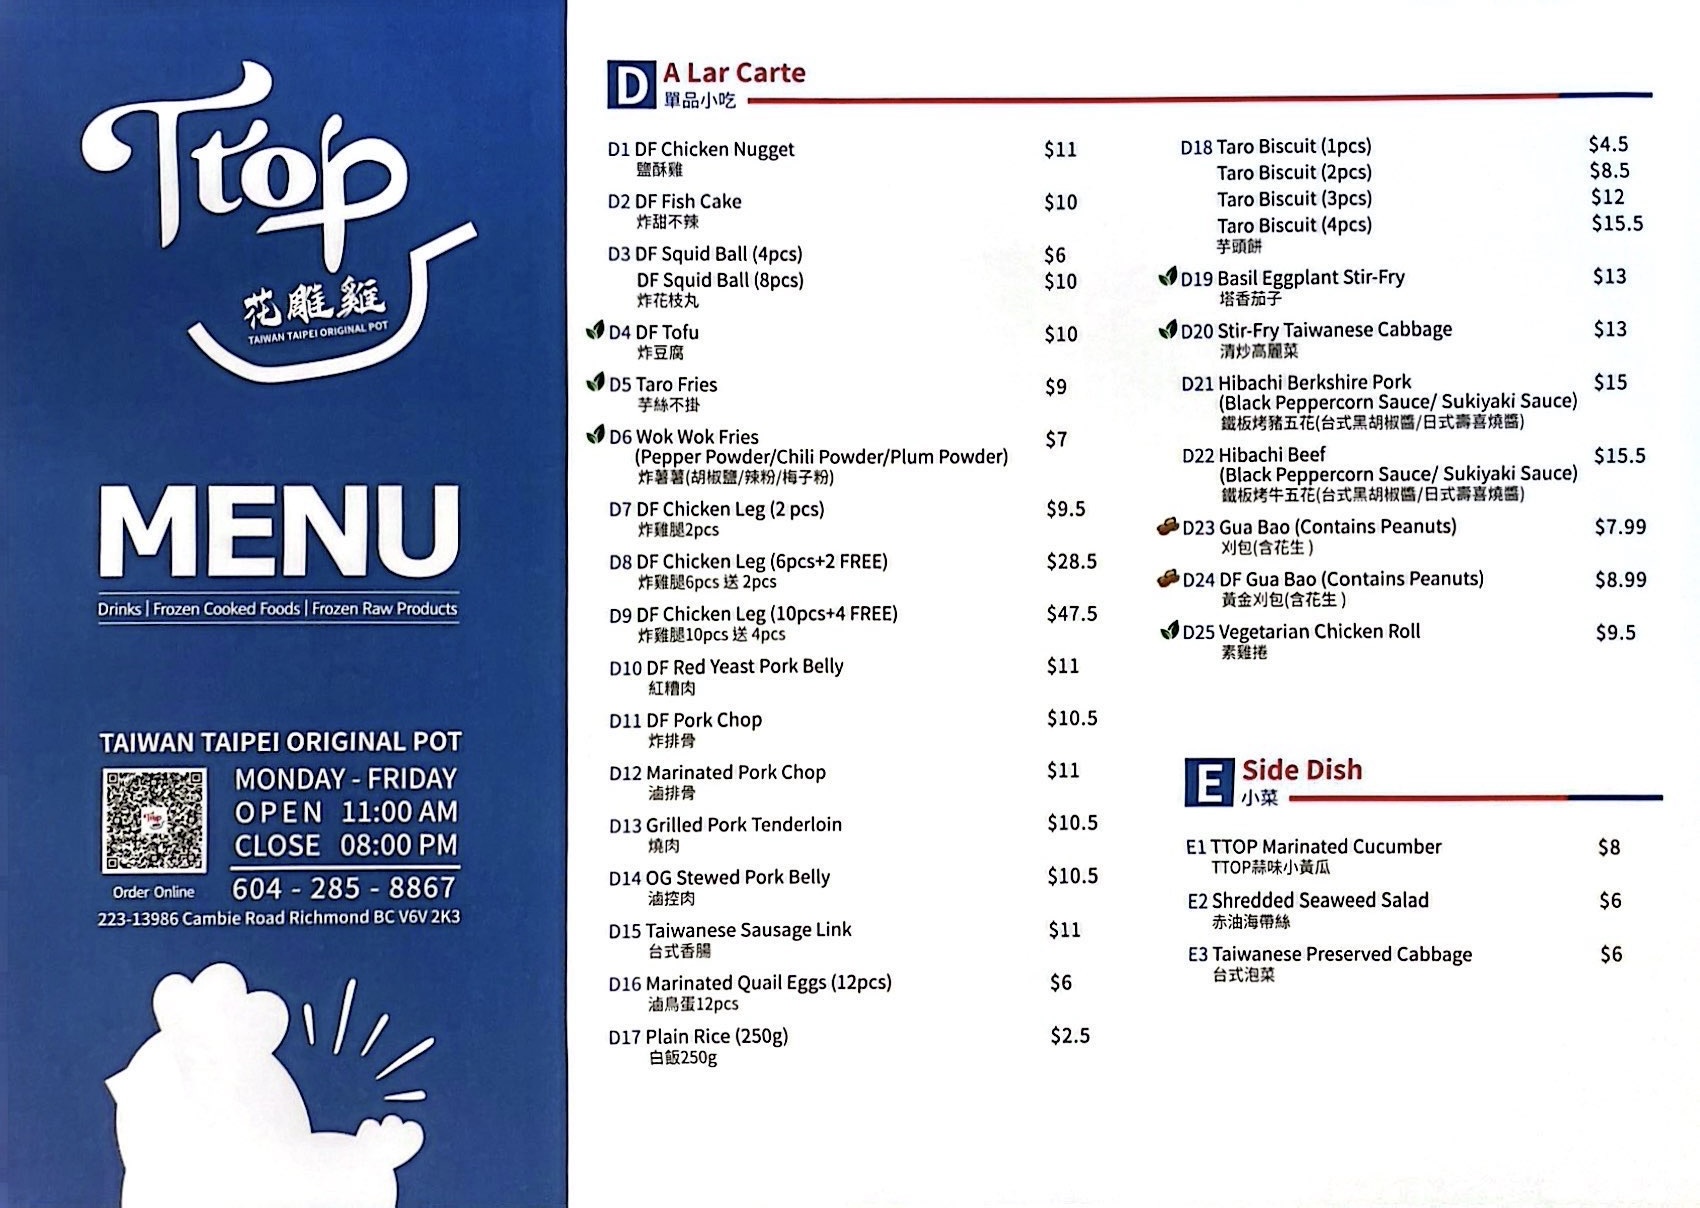 Ttop
花雕雞
TAIWAN TAIPEI ORIGINAL POT
MENU
Drinks | Frozen Cooked Foods | Frozen Raw Products
TAIWAN TAIPEI ORIGINAL POT
MONDAY - FRIDAY
OPEN 11:00 AM
CLOSE 08:00 PM
Order Online
604 - 285 - 8867
223-13986 Cambie Road Richmond BC V6V 2K3
D A Lar Carte
單品小吃
D1 DF Chicken Nugget $11
鹽酥雞
D2 DF Fish Cake $10
炸甜不辣
D3 DF Squid Ball (4pcs) $6
DF Squid Ball (8pcs) $10
炸花枝丸
D4 DF Tofu $10
炸豆腐
D5 Taro Fries $9
芋絲不掛
D6 Wok Wok Fries $7
(Pepper Powder/Chili Powder/Plum Powder)
炸薯薯(胡椒鹽/辣粉/梅子粉)
D7 DF Chicken Leg (2 pcs) $9.5
炸雞腿2pcs
D8 DF Chicken Leg (6pcs+2 FREE) $28.5
炸雞腿6pcs 送 2pcs
D9 DF Chicken Leg (10pcs+4 FREE) $47.5
炸雞腿10pcs 送 4pcs
D10 DF Red Yeast Pork Belly $11
紅糟肉
D11 DF Pork Chop $10.5
炸排骨
D12 Marinated Pork Chop $11
滷排骨
D13 Grilled Pork Tenderloin $10.5
燒肉
D14 OG Stewed Pork Belly $10.5
滷控肉
D15 Taiwanese Sausage Link $11
台式香腸
D16 Marinated Quail Eggs (12pcs) $6
滷鳥蛋12pcs
D17 Plain Rice (250g) $2.5
白飯250g
D18 Taro Biscuit (1pcs) $4.5
Taro Biscuit (2pcs) $8.5
Taro Biscuit (3pcs) $12
Taro Biscuit (4pcs) $15.5
芋頭餅
D19 Basil Eggplant Stir-Fry $13
塔香茄子
D20 Stir-Fry Taiwanese Cabbage $13
清炒高麗菜
D21 Hibachi Berkshire Pork $15
(Black Peppercorn Sauce/ Sukiyaki Sauce)
鐵板烤豬五花(台式黑胡椒醬/日式壽喜燒醬)
D22 Hibachi Beef $15.5
(Black Peppercorn Sauce/ Sukiyaki Sauce)
鐵板烤牛五花(台式黑胡椒醬/日式壽喜燒醬)
D23 Gua Bao (Contains Peanuts) $7.99
刈包(含花生 )
D24 DF Gua Bao (Contains Peanuts) $8.99
黃金刈包(含花生 )
D25 Vegetarian Chicken Roll $9.5
素雞捲
E Side Dish
小菜
E1 TTOP Marinated Cucumber $8
TTOP蒜味小黃瓜
E2 Shredded Seaweed Salad $6
赤油海帶絲
E3 Taiwanese Preserved Cabbage $6
台式泡菜